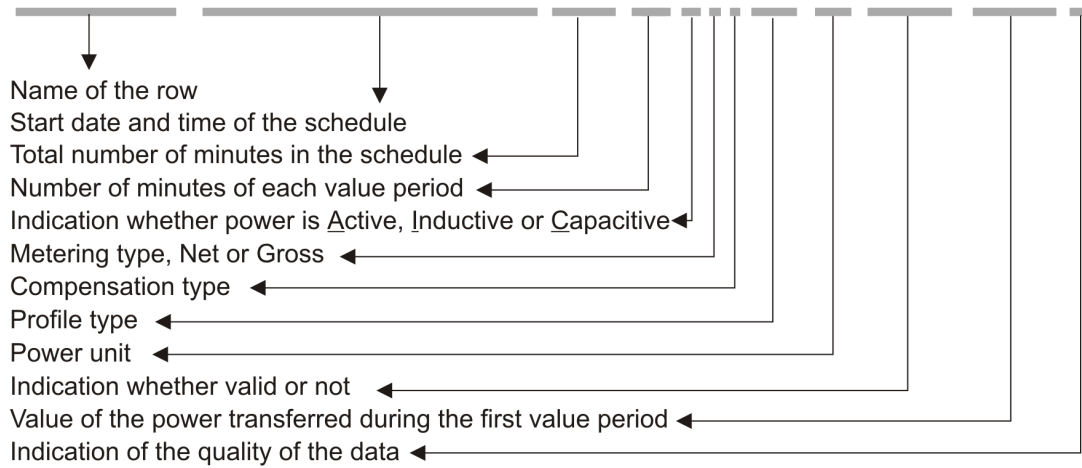 Name of the row
Start date and time of the schedule
Total number of minutes in the schedule
Number of minutes of each value period
Indication whether power is Active, Inductive or Capacitive
Metering type, Net or Gross
Compensation type
Profile type
Power unit
Indication whether valid or not
Value of the power transferred during the first value period
Indication of the quality of the data